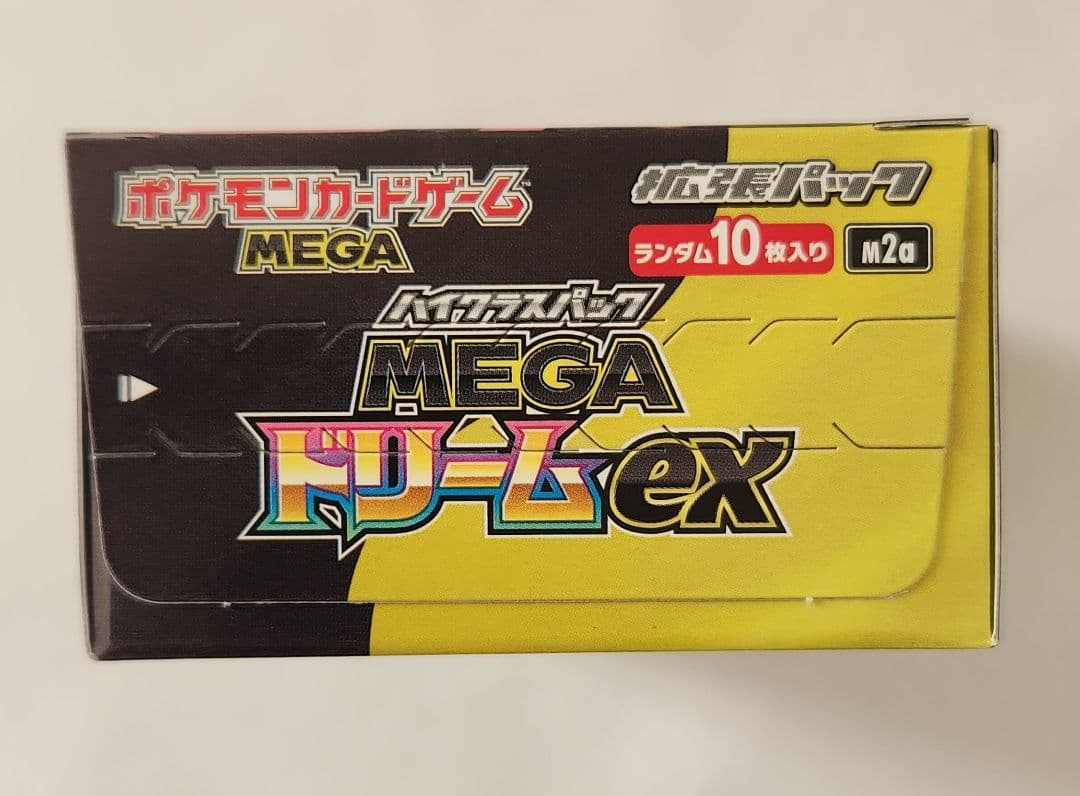 ポケモンカードゲーム™
MEGA
拡張パック
ランダム10枚入り
M2a
ハイクラスパック
MEGA
ドリームex